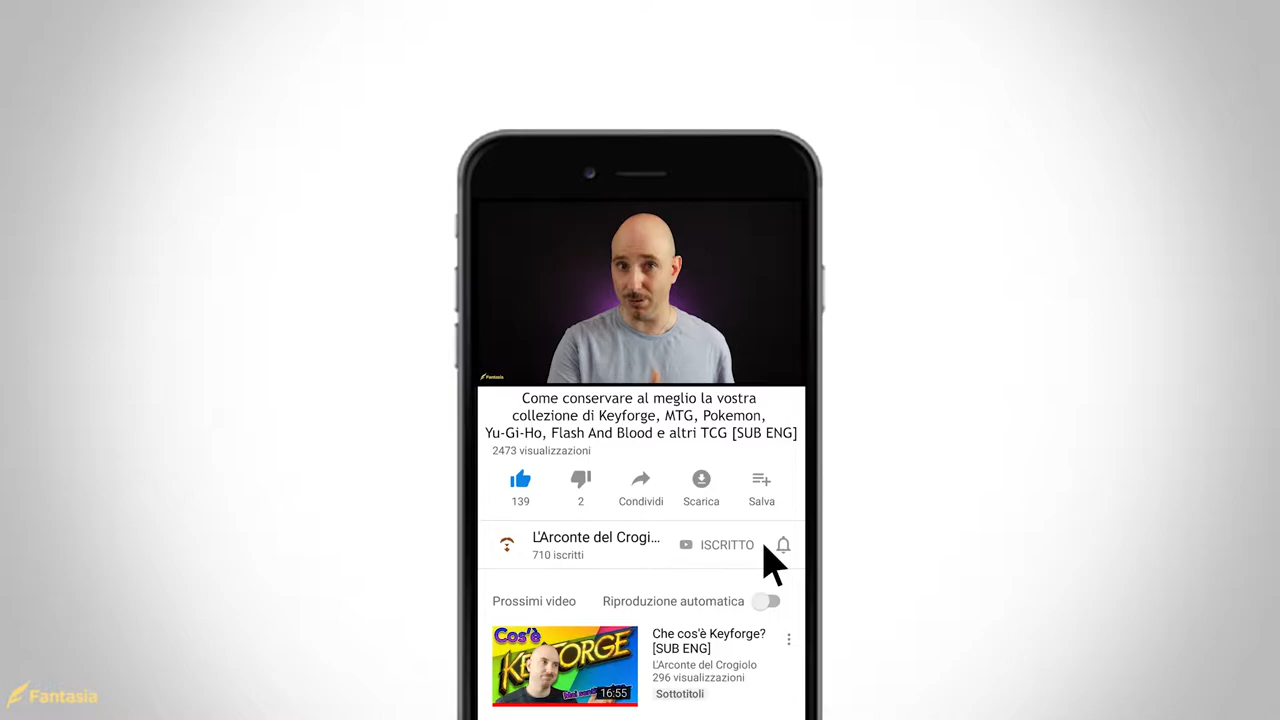 Fantasia
Come conservare al meglio la vostra
collezione di Keyforge, MTG, Pokemon,
Yu-Gi-Ho, Flash And Blood e altri TCG [SUB ENG]
2473 visualizzazioni
139
2
Condividi
Scarica
Salva
L'Arconte del Crogi...
710 iscritti
ISCRITTO
Prossimi video
Riproduzione automatica
Cos'è
KEYFORGE
16:55
Che cos'è Keyforge?
[SUB ENG]
L'Arconte del Crogiolo
296 visualizzazioni
Sottotitoli
Fantasia